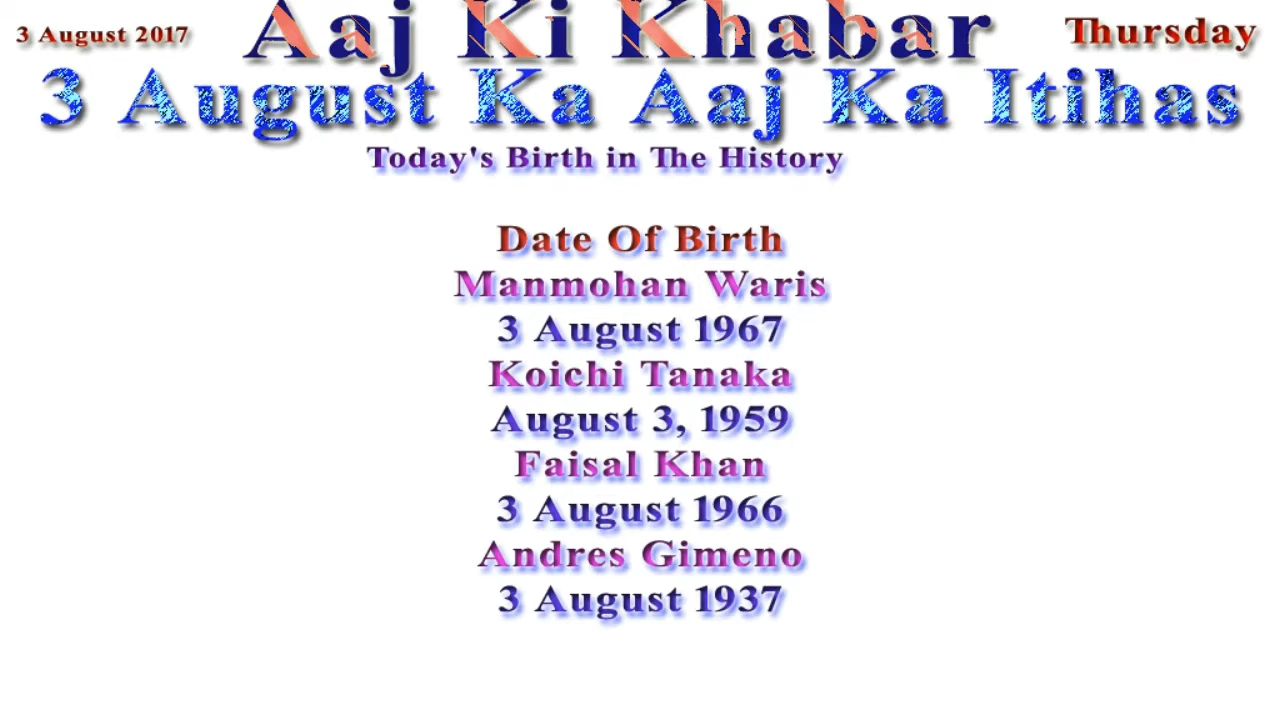 3 August 2017
Aaj Ki Khabar
Thursday
3 August Ka Aaj Ka Itihas
Today's Birth in The History
Date Of Birth
Manmohan Waris
3 August 1967
Koichi Tanaka
August 3, 1959
Faisal Khan
3 August 1966
Andres Gimeno
3 August 1937